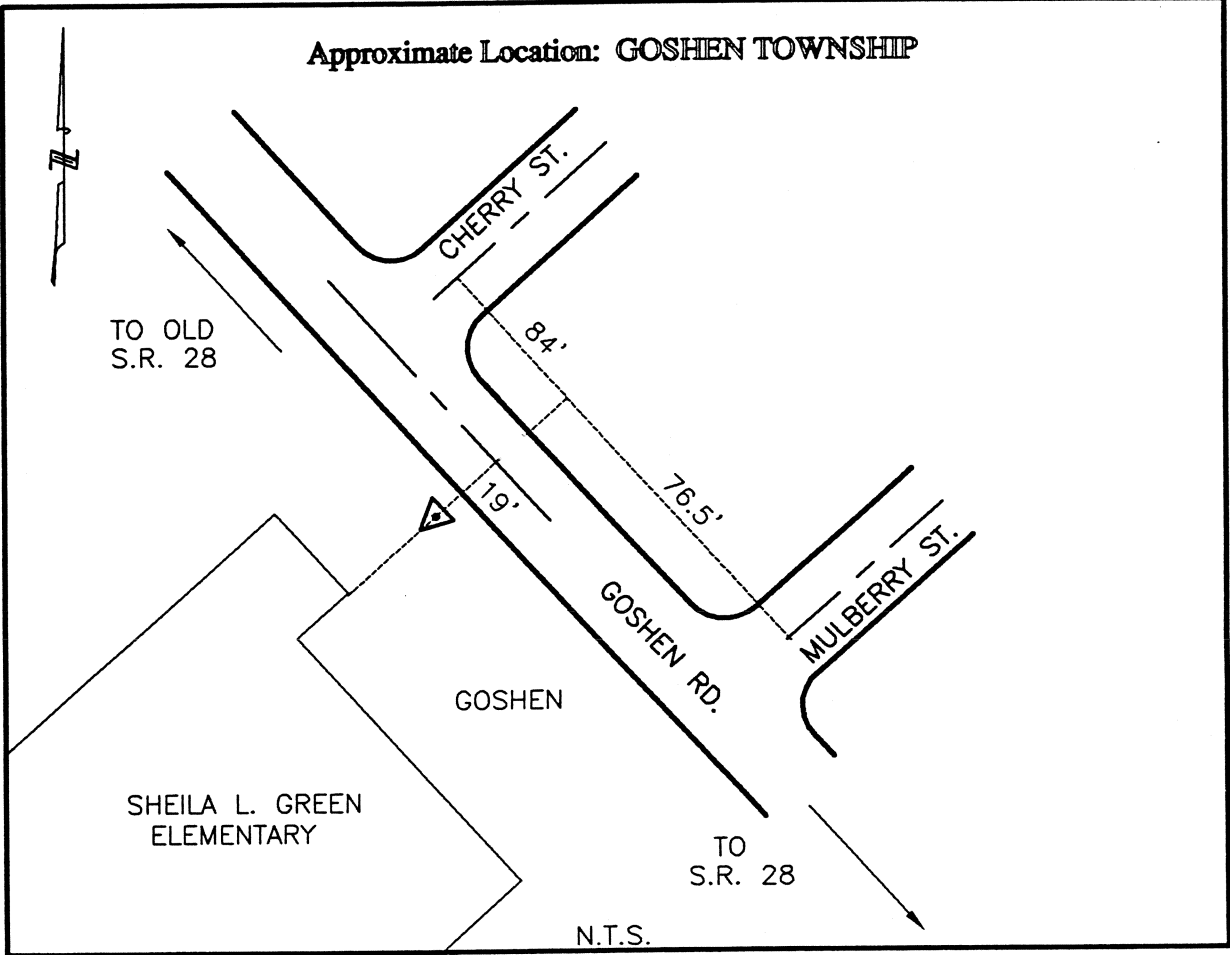 Approximate Location: GOSHEN TOWNSHIP
N
CHERRY ST.
TO OLD
S.R. 28
84'
76.5'
19'
MULBERRY ST.
GOSHEN RD.
GOSHEN
SHEILA L. GREEN
ELEMENTARY
TO
S.R. 28
N.T.S.